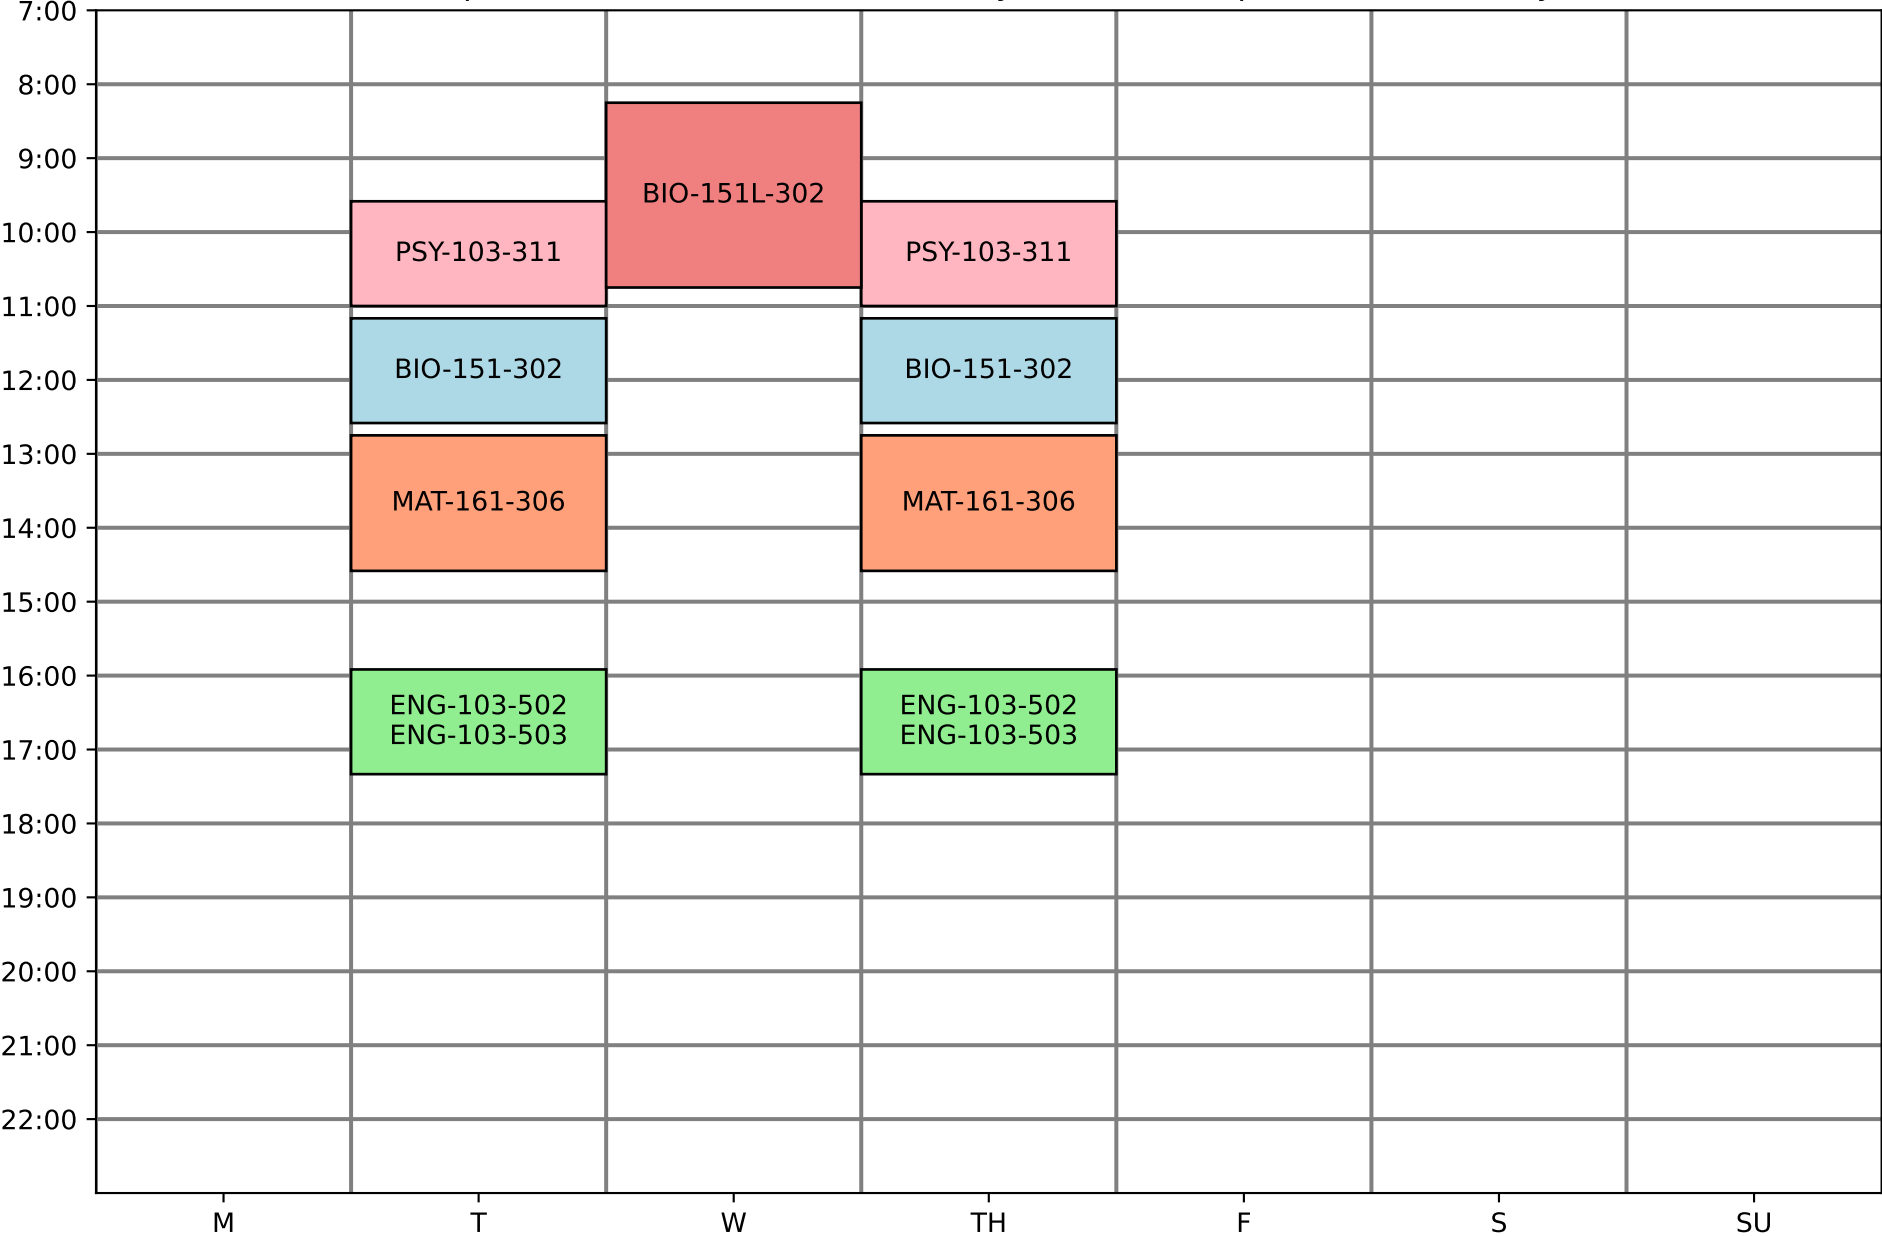 7:00
8:00
9:00
10:00
11:00
12:00
13:00
14:00
15:00
16:00
17:00
18:00
19:00
20:00
21:00
22:00
PSY-103-311
BIO-151-302
MAT-161-306
ENG-103-502
ENG-103-503
BIO-151L-302
PSY-103-311
BIO-151-302
MAT-161-306
ENG-103-502
ENG-103-503
M T W TH F S SU